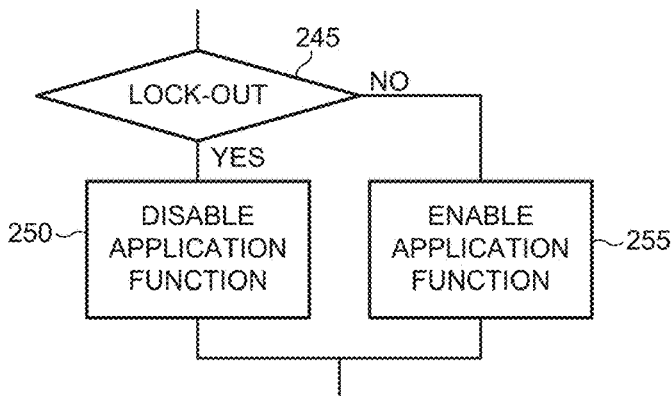 245
LOCK-OUT
NO
YES
250
DISABLE
APPLICATION
FUNCTION
ENABLE
APPLICATION
FUNCTION
255